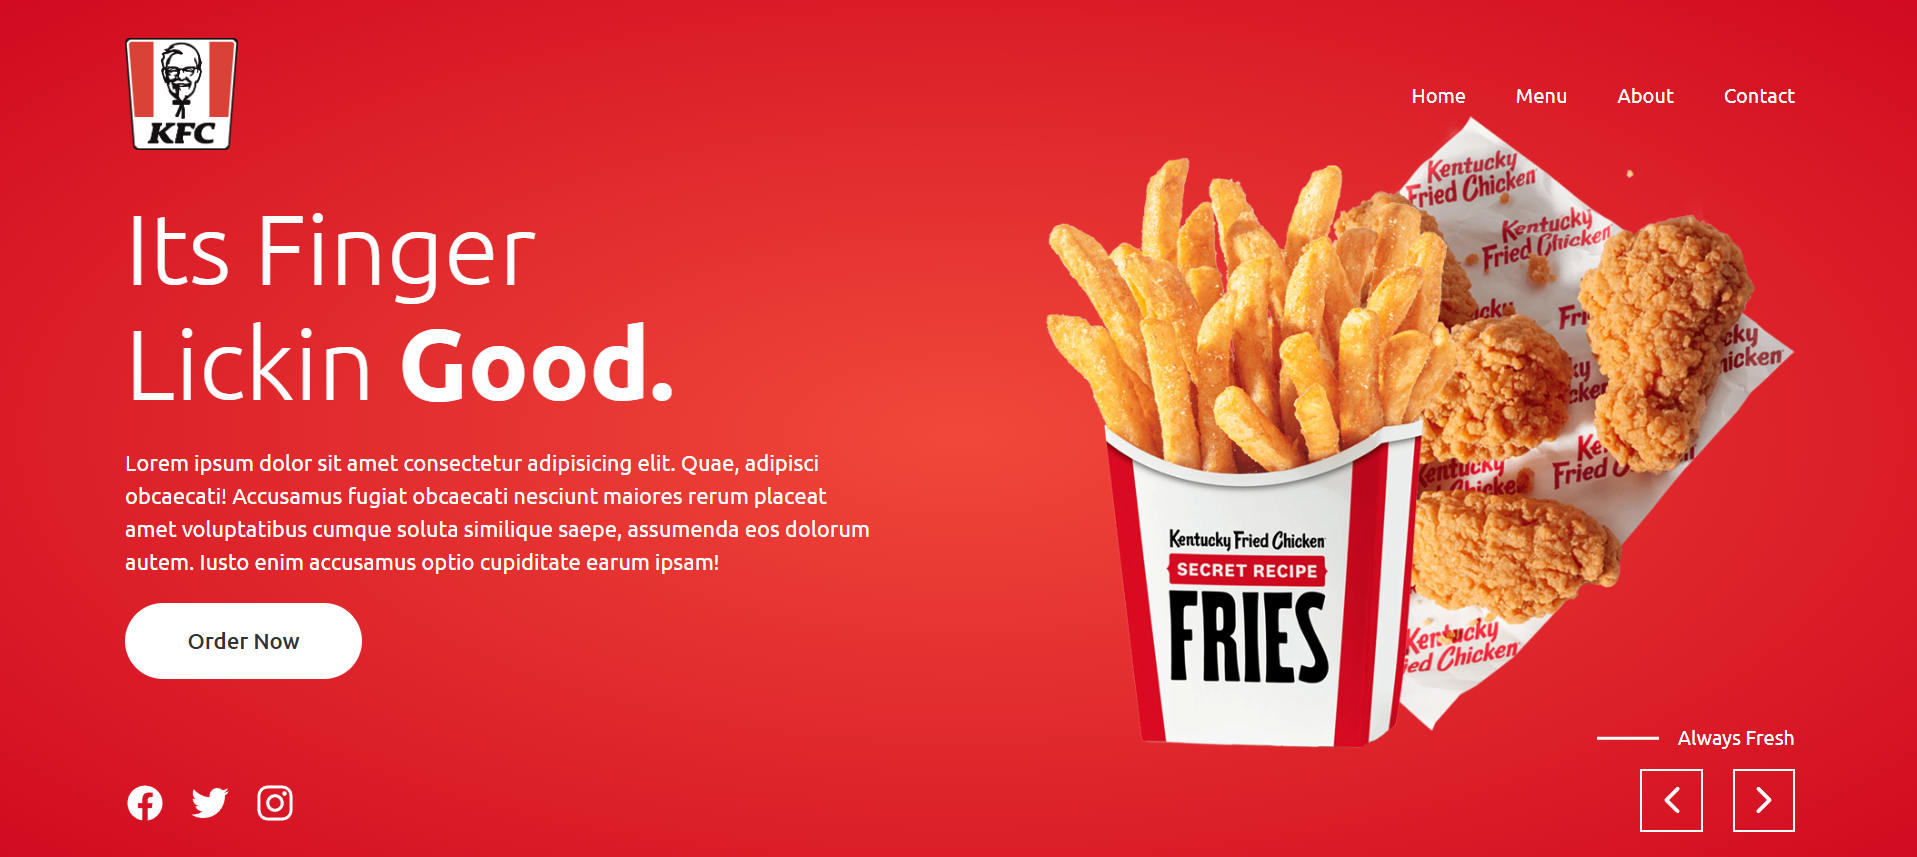 KFC
Home Menu About Contact
Its Finger
Lickin Good.
Lorem ipsum dolor sit amet consectetur adipisicing elit. Quae, adipisci
obcaecati! Accusamus fugiat obcaecati nesciunt maiores rerum placeat
amet voluptatibus cumque soluta similique saepe, assumenda eos dolorum
autem. Iusto enim accusamus optio cupiditate earum ipsam!
Order Now
Kentucky
Fried Chicken
Kentucky
Fried Chicken
Kentucky Fried Chicken
SECRET RECIPE
FRIES
Kentucky
Fried Chicken
Always Fresh